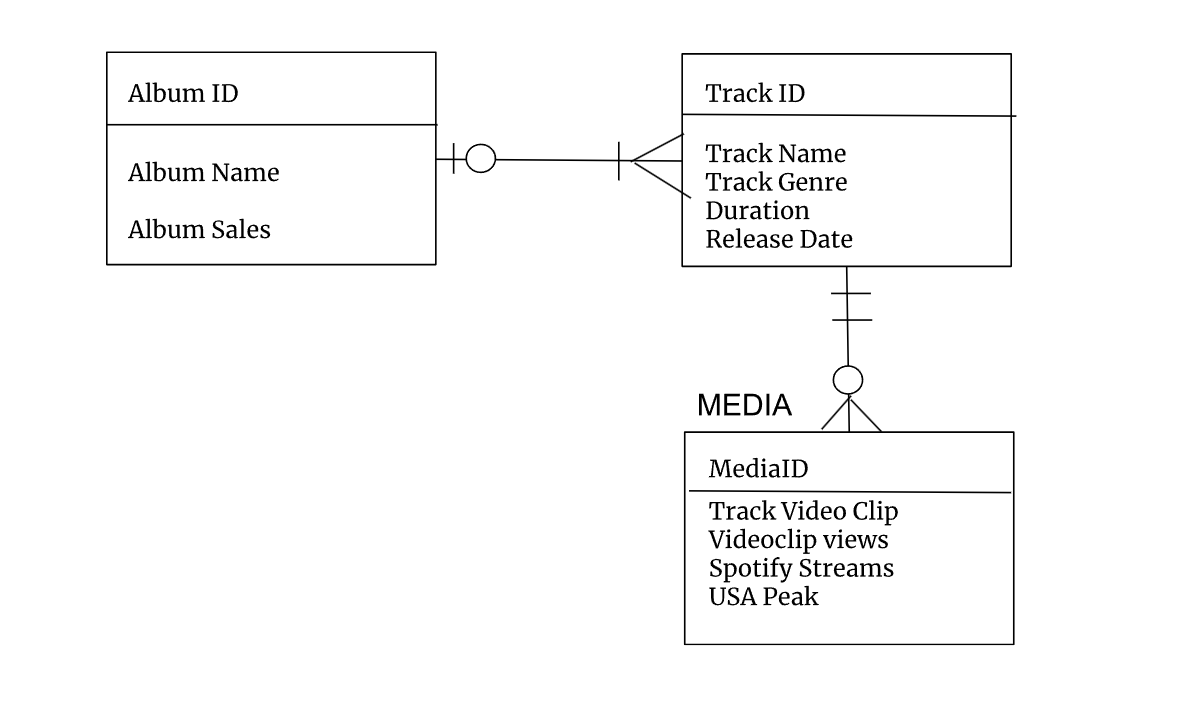 Album ID
Album Name
Album Sales
Track ID
Track Name
Track Genre
Duration
Release Date
MEDIA
MediaID
Track Video Clip
Videoclip views
Spotify Streams
USA Peak